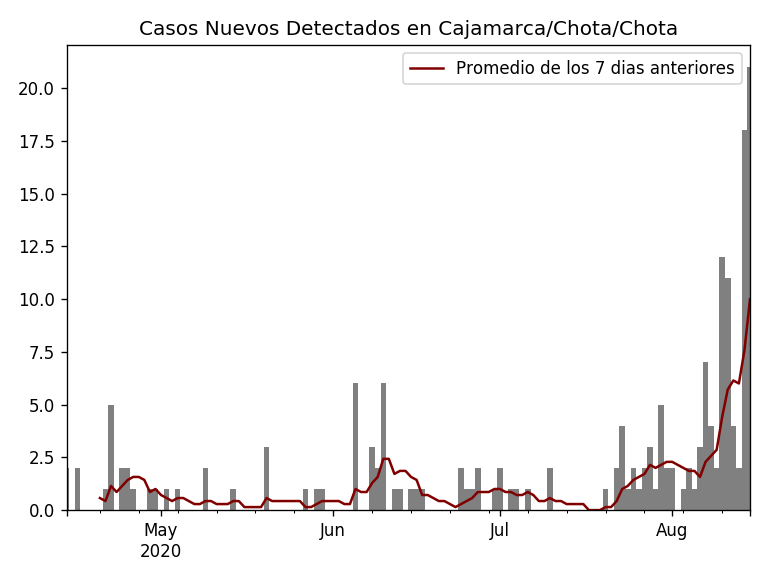 Casos Nuevos Detectados en Cajamarca/Chota/Chota
Promedio de los 7 dias anteriores
20.0
17.5
15.0
12.5
10.0
7.5
5.0
2.5
0.0
May
2020
Jun
Jul
Aug